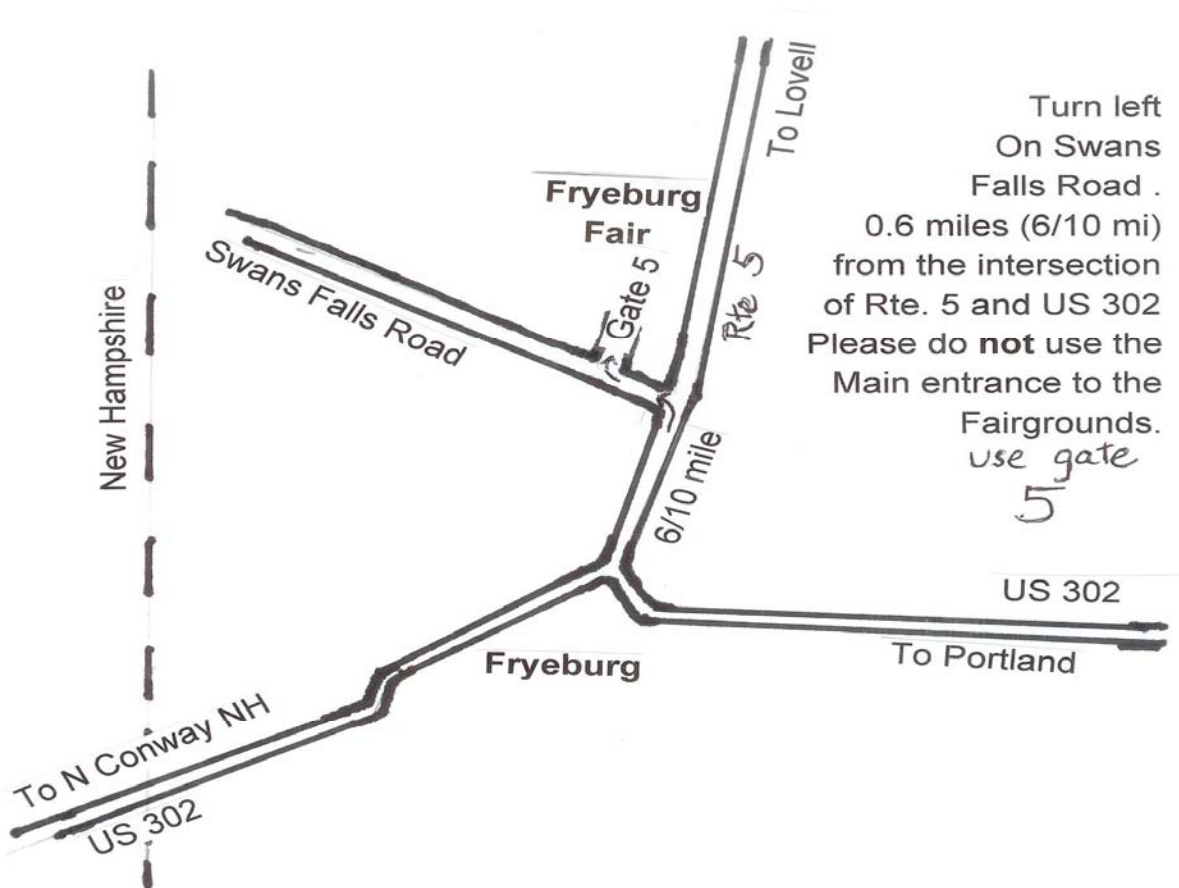 To Lovell
Turn left
On Swans
Falls Road .
0.6 miles (6/10 mi)
from the intersection
of Rte. 5 and US 302
Please do not use the
Main entrance to the
Fairgrounds.
use gate
5
Fryeburg
Fair
Gate 5
Rte 5
Swans Falls Road
New Hampshire
6/10 mile
US 302
To Portland
Fryeburg
To N Conway NH
US 302